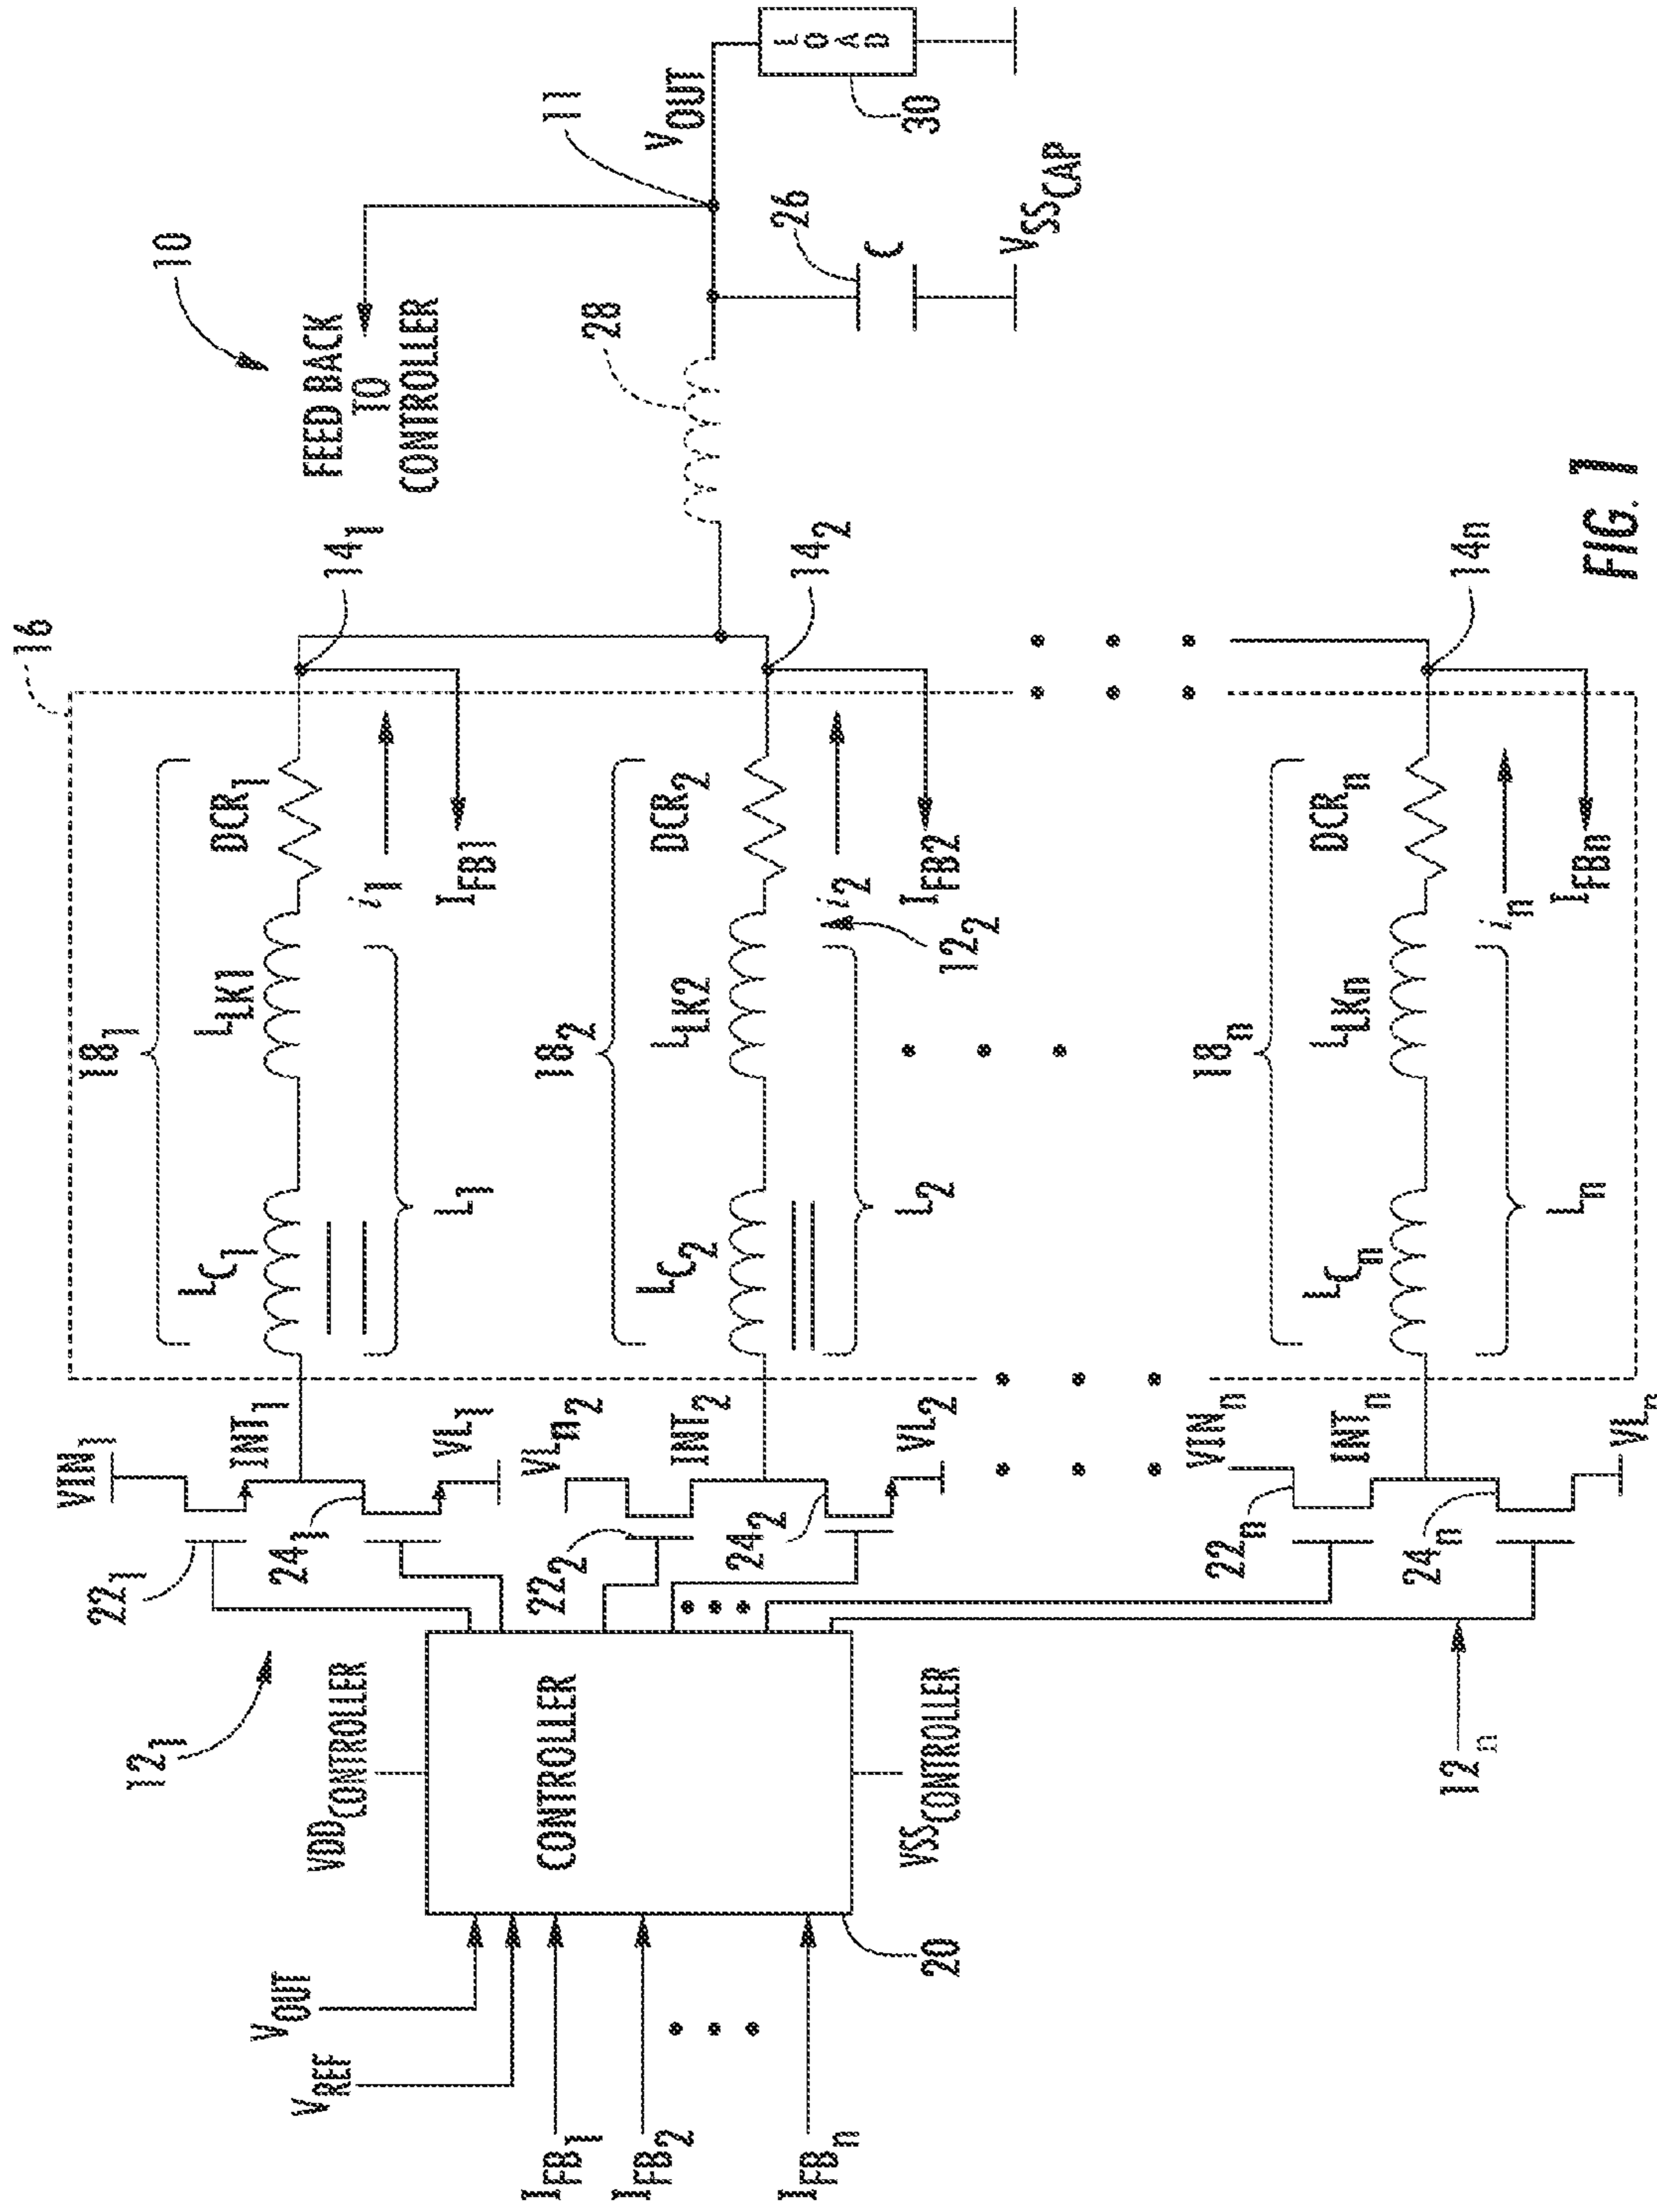 10
FEED BACK
TO
CONTROLLER
11
VOUT
LOAD
30
26
C
VSSCAP
28
16
14₁
14₂
14n
18₁
LC₁
LLK1
DCR₁
i₁
IFB1
L₁
18₂
LC₂
LLK2
DCR₂
i₂
IFB2
12₂
L₂
18n
LCn
LLKn
DCRn
in
IFBn
Ln
VIN₁
INT₁
VL₁
22₁
24₁
INT₂
VL₂
22₂
24₂
VINn
INTn
VLn
22n
24n
12₁
VDDCONTROLLER
CONTROLLER
VSSCONTROLLER
20
12n
VOUT
VREF
IFB₁
IFB₂
IFBn
FIG. 1